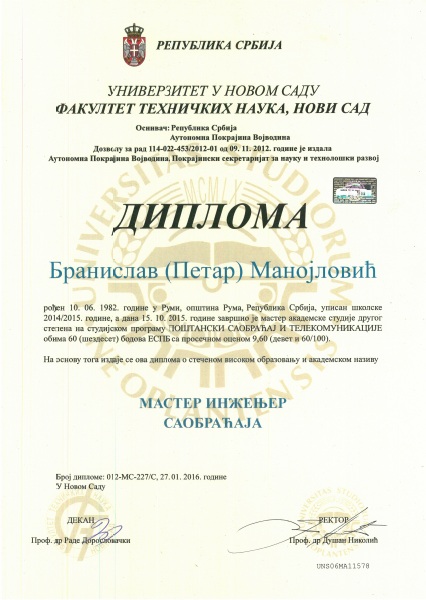 РЕПУБЛИКА СРБИЈА
УНИВЕРЗИТЕТ У НОВОМ САДУ
ФАКУЛТЕТ ТЕХНИЧКИХ НАУКА, НОВИ САД
Оснивач: Република Србија
Аутономна Покрајина Војводина
Дозволу за рад 114-022-453/2012-01 од 09. 11. 2012. године је издала
Аутономна Покрајина Војводина, Покрајински секретаријат за науку и технолошки развој
MCMLX
UNIVERSITAS STUDIORUM
ДИПЛОМА
Бранислав (Петар) Манојловић
рођен 10. 06. 1982. године у Руми, општина Рума, Република Србија, уписан школске
2014/2015. године, а дана 15. 10. 2015. године завршио је мастер академске студије другог
степена на студијском програму ПОШТАНСКИ САОБРАЋАЈ И ТЕЛЕКОМУНИКАЦИЈЕ
обима 60 (шездесет) бодова ЕСПБ са просечном оценом 9,60 (девет и 60/100).
На основу тога издаје се ова диплома о стеченом високом образовању и академском називу
МАСТЕР ИНЖЕЊЕР
САОБРАЋАЈА
Број дипломе: 012-МС-227/С, 27. 01. 2016. године
У Новом Саду
ДЕКАН
РЕКТОР
Проф. др Раде Дорословачки
Проф. др Душан Николић
UNS06MA11578